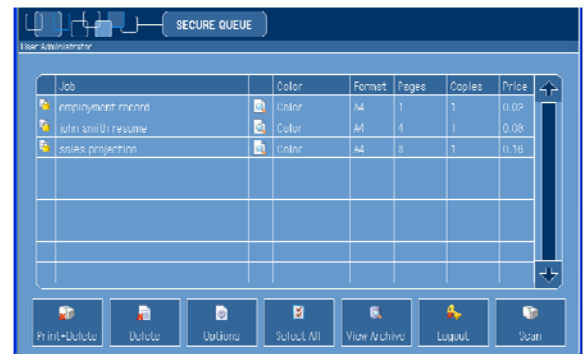 SECURE QUEUE
User: Administrator
Job Color Format Pages Copies Price
employment record Color A4 1 1 0.02
john smith resume Color A4 4 1 0.08
sales projection Color A4 8 1 0.16
Print+Delete Delete Options Select All View Archive Logout Scan